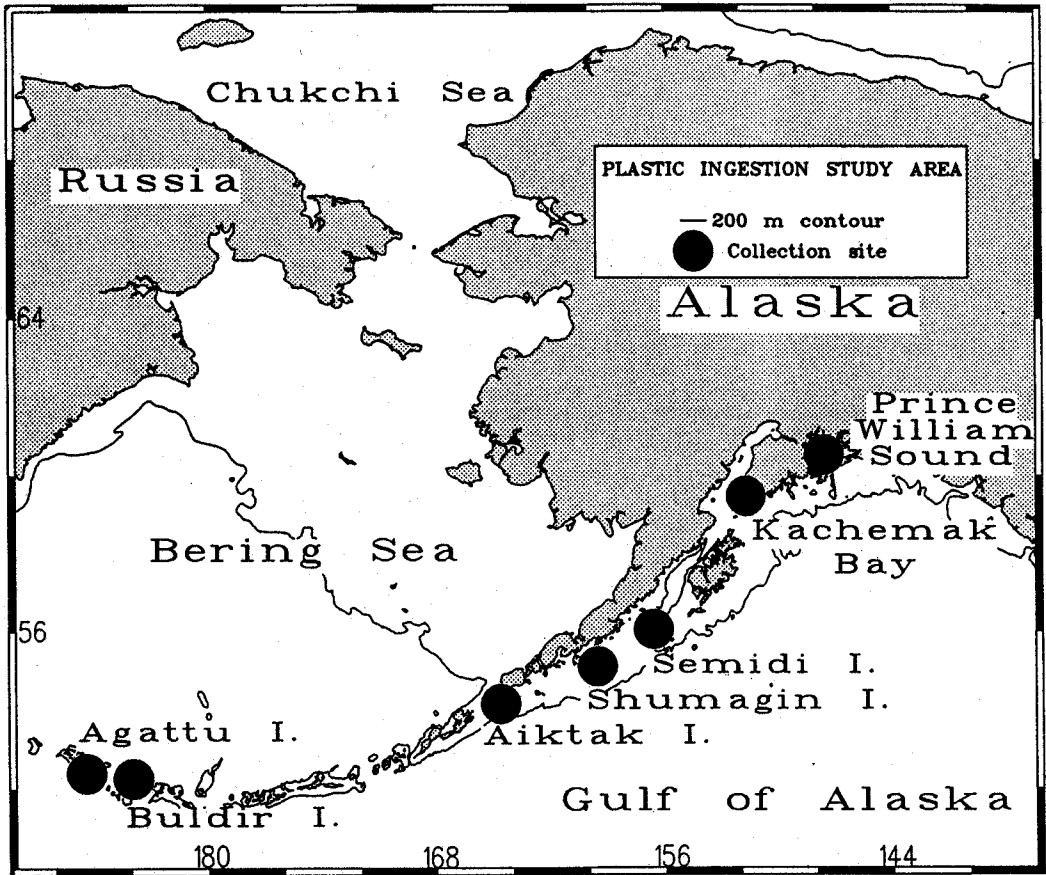 Chukchi Sea
Russia
PLASTIC INGESTION STUDY AREA
200 m contour
Collection site
Alaska
64
Prince
William
Sound
Kachemak
Bay
Bering Sea
56
Semidi I.
Shumagin I.
Aiktak I.
Agattu I.
Buldir I.
Gulf of Alaska
180
168
156
144